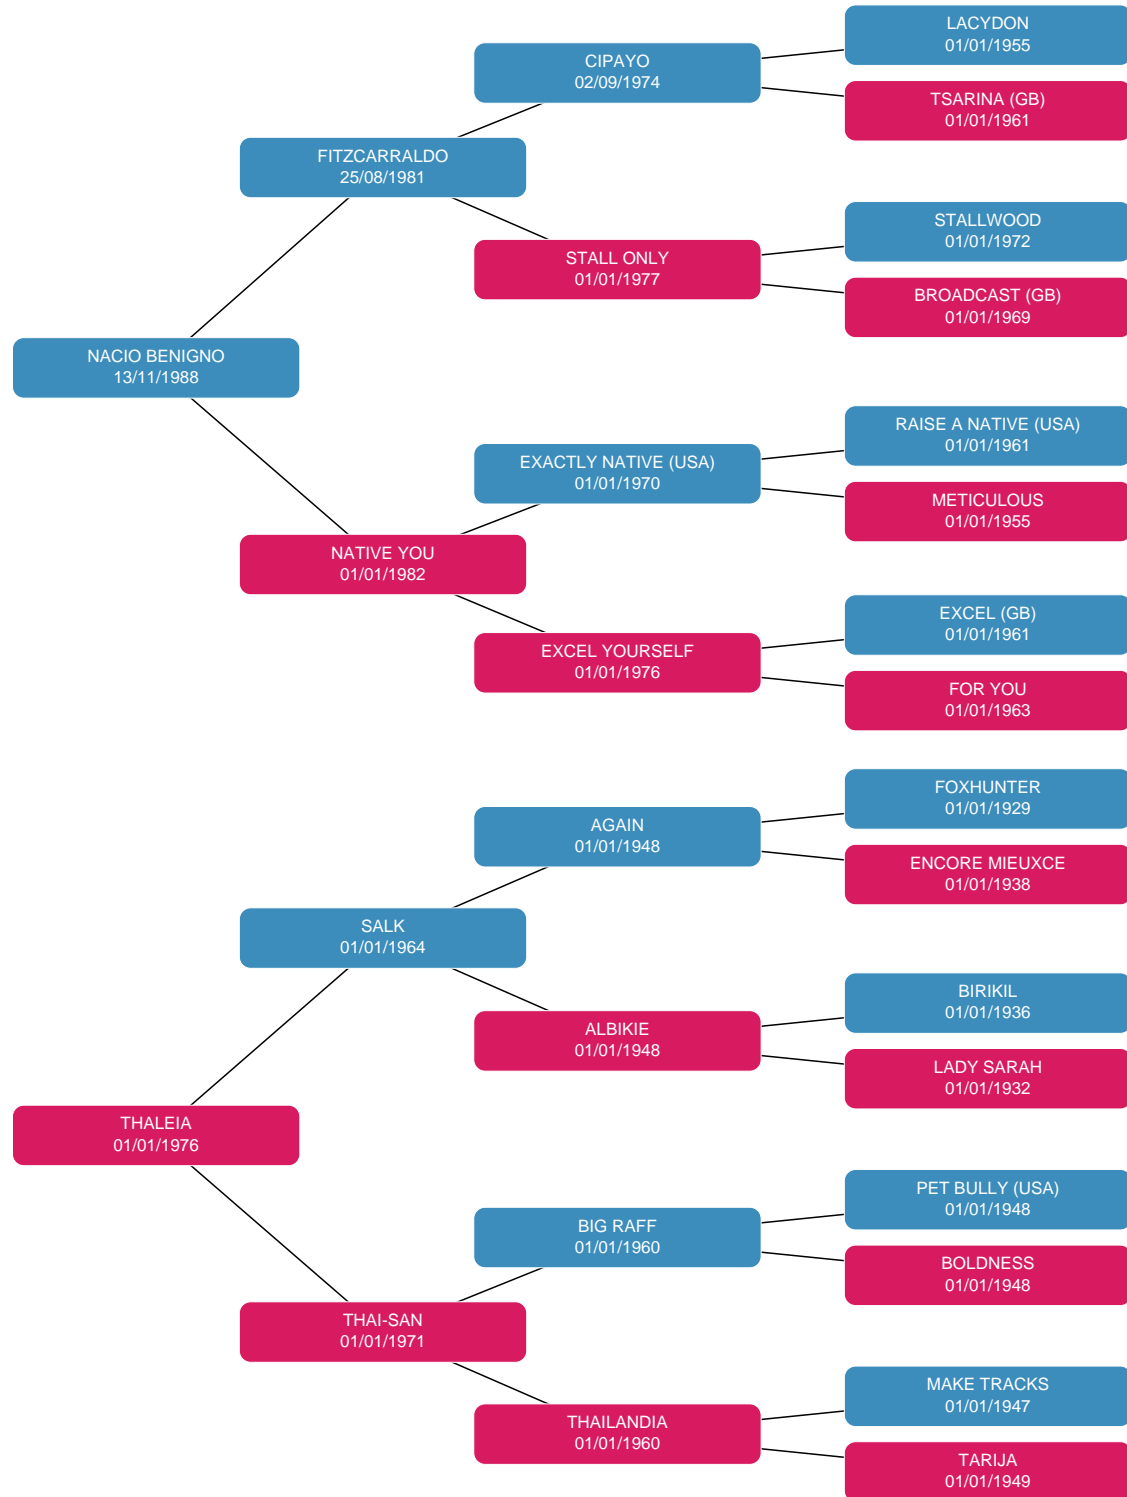 LACYDON
01/01/1955
CIPAYO
02/09/1974
TSARINA (GB)
01/01/1961
FITZCARRALDO
25/08/1981
STALLWOOD
01/01/1972
STALL ONLY
01/01/1977
BROADCAST (GB)
01/01/1969
NACIO BENIGNO
13/11/1988
RAISE A NATIVE (USA)
01/01/1961
EXACTLY NATIVE (USA)
01/01/1970
METICULOUS
01/01/1955
NATIVE YOU
01/01/1982
EXCEL (GB)
01/01/1961
EXCEL YOURSELF
01/01/1976
FOR YOU
01/01/1963
FOXHUNTER
01/01/1929
AGAIN
01/01/1948
ENCORE MIEUXCE
01/01/1938
SALK
01/01/1964
BIRIKIL
01/01/1936
ALBIKIE
01/01/1948
LADY SARAH
01/01/1932
THALEIA
01/01/1976
PET BULLY (USA)
01/01/1948
BIG RAFF
01/01/1960
BOLDNESS
01/01/1948
THAI-SAN
01/01/1971
MAKE TRACKS
01/01/1947
THAILANDIA
01/01/1960
TARIJA
01/01/1949